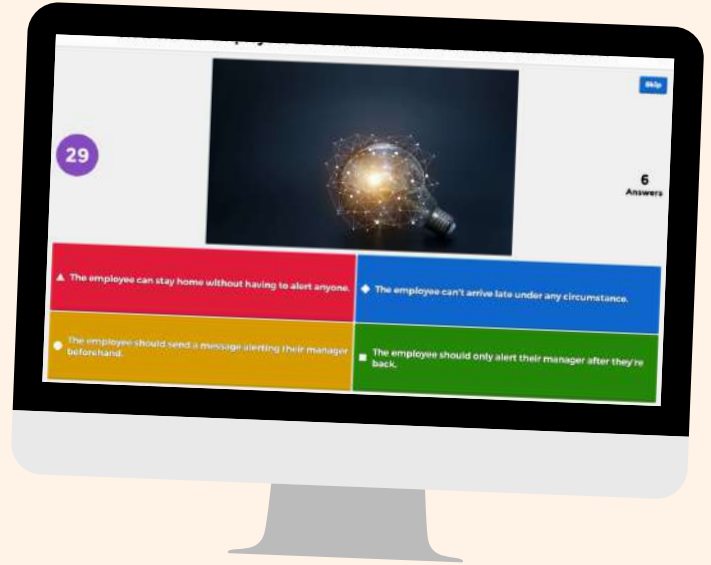 Skip
29
6
Answers
The employee can stay home without having to alert anyone.
The employee can't arrive late under any circumstance.
The employee should send a message alerting their manager
beforehand.
The employee should only alert their manager after they're
back.